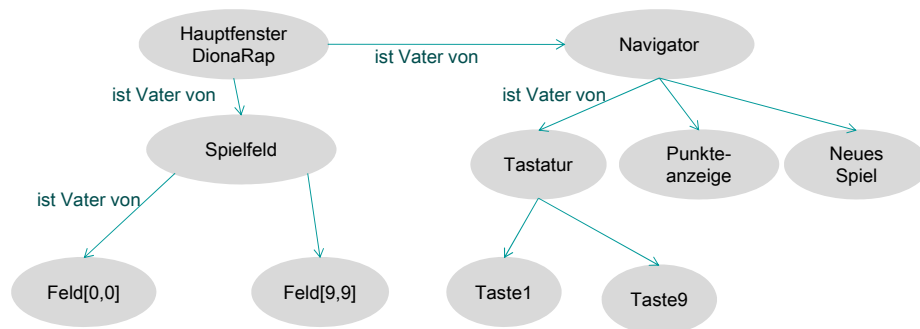 Hauptfenster
DionaRap
ist Vater von
Navigator
ist Vater von
ist Vater von
Spielfeld
Tastatur
Punkte-
anzeige
Neues
Spiel
ist Vater von
Feld[0,0]
Feld[9,9]
Taste1
Taste9